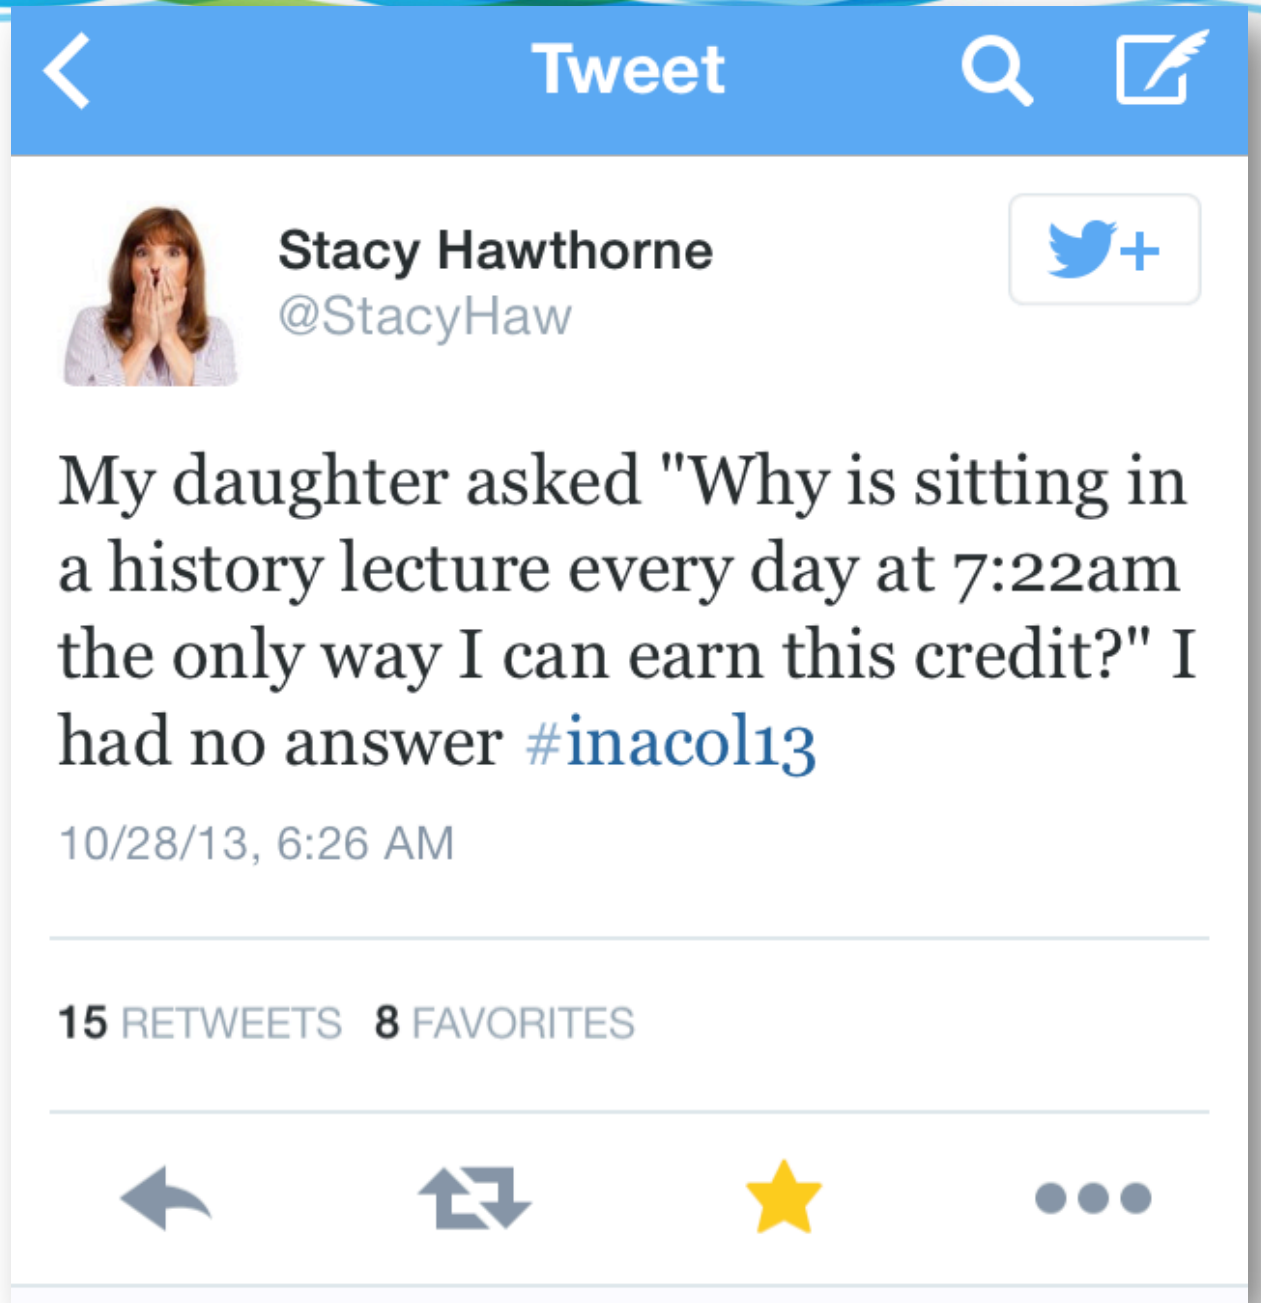 Tweet
Stacy Hawthorne
@StacyHaw
My daughter asked "Why is sitting in
a history lecture every day at 7:22am
the only way I can earn this credit?" I
had no answer #inacol13
10/28/13, 6:26 AM
15 RETWEETS 8 FAVORITES